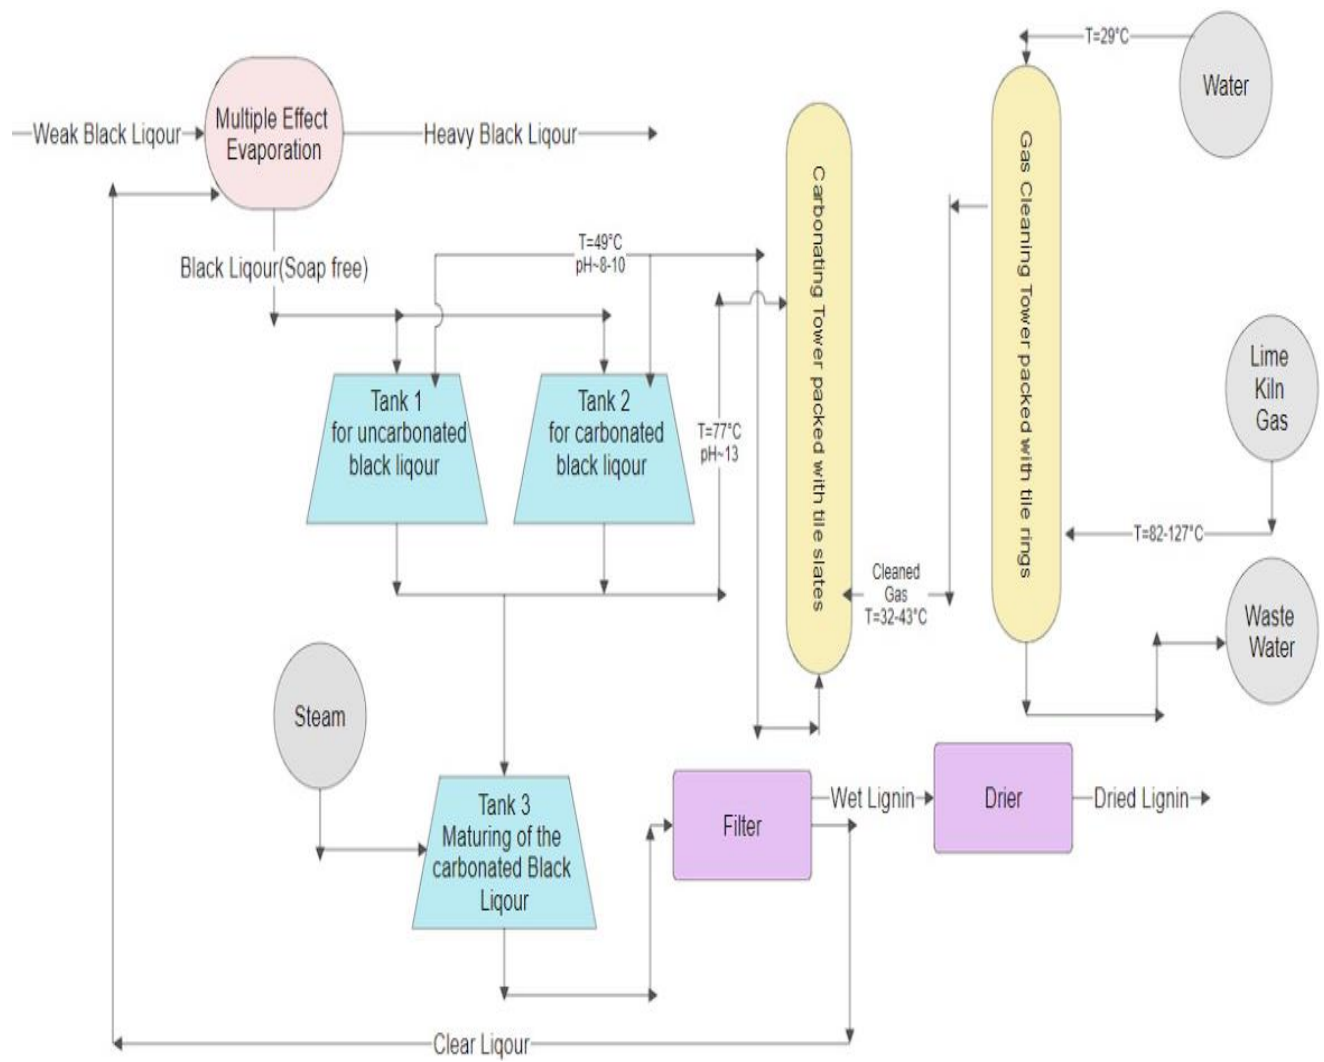 T=29°C
Water
Weak Black Liqour
Multiple Effect
Evaporation
Heavy Black Liqour
Carbonating Tower packed with tile slates
Gas Cleaning Tower packed with tile rings
T=49°C
pH~8-10
Black Liqour(Soap free)
Lime
Kiln
Gas
Tank 1
for uncarbonated
black liqour
Tank 2
for carbonated
black liqour
T=77°C
pH~13
T=82-127°C
Cleaned
Gas
T=32-43°C
Waste
Water
Steam
Tank 3
Maturing of the
carbonated Black
Liqour
Filter
Wet Lignin
Drier
Dried Lignin
Clear Liqour